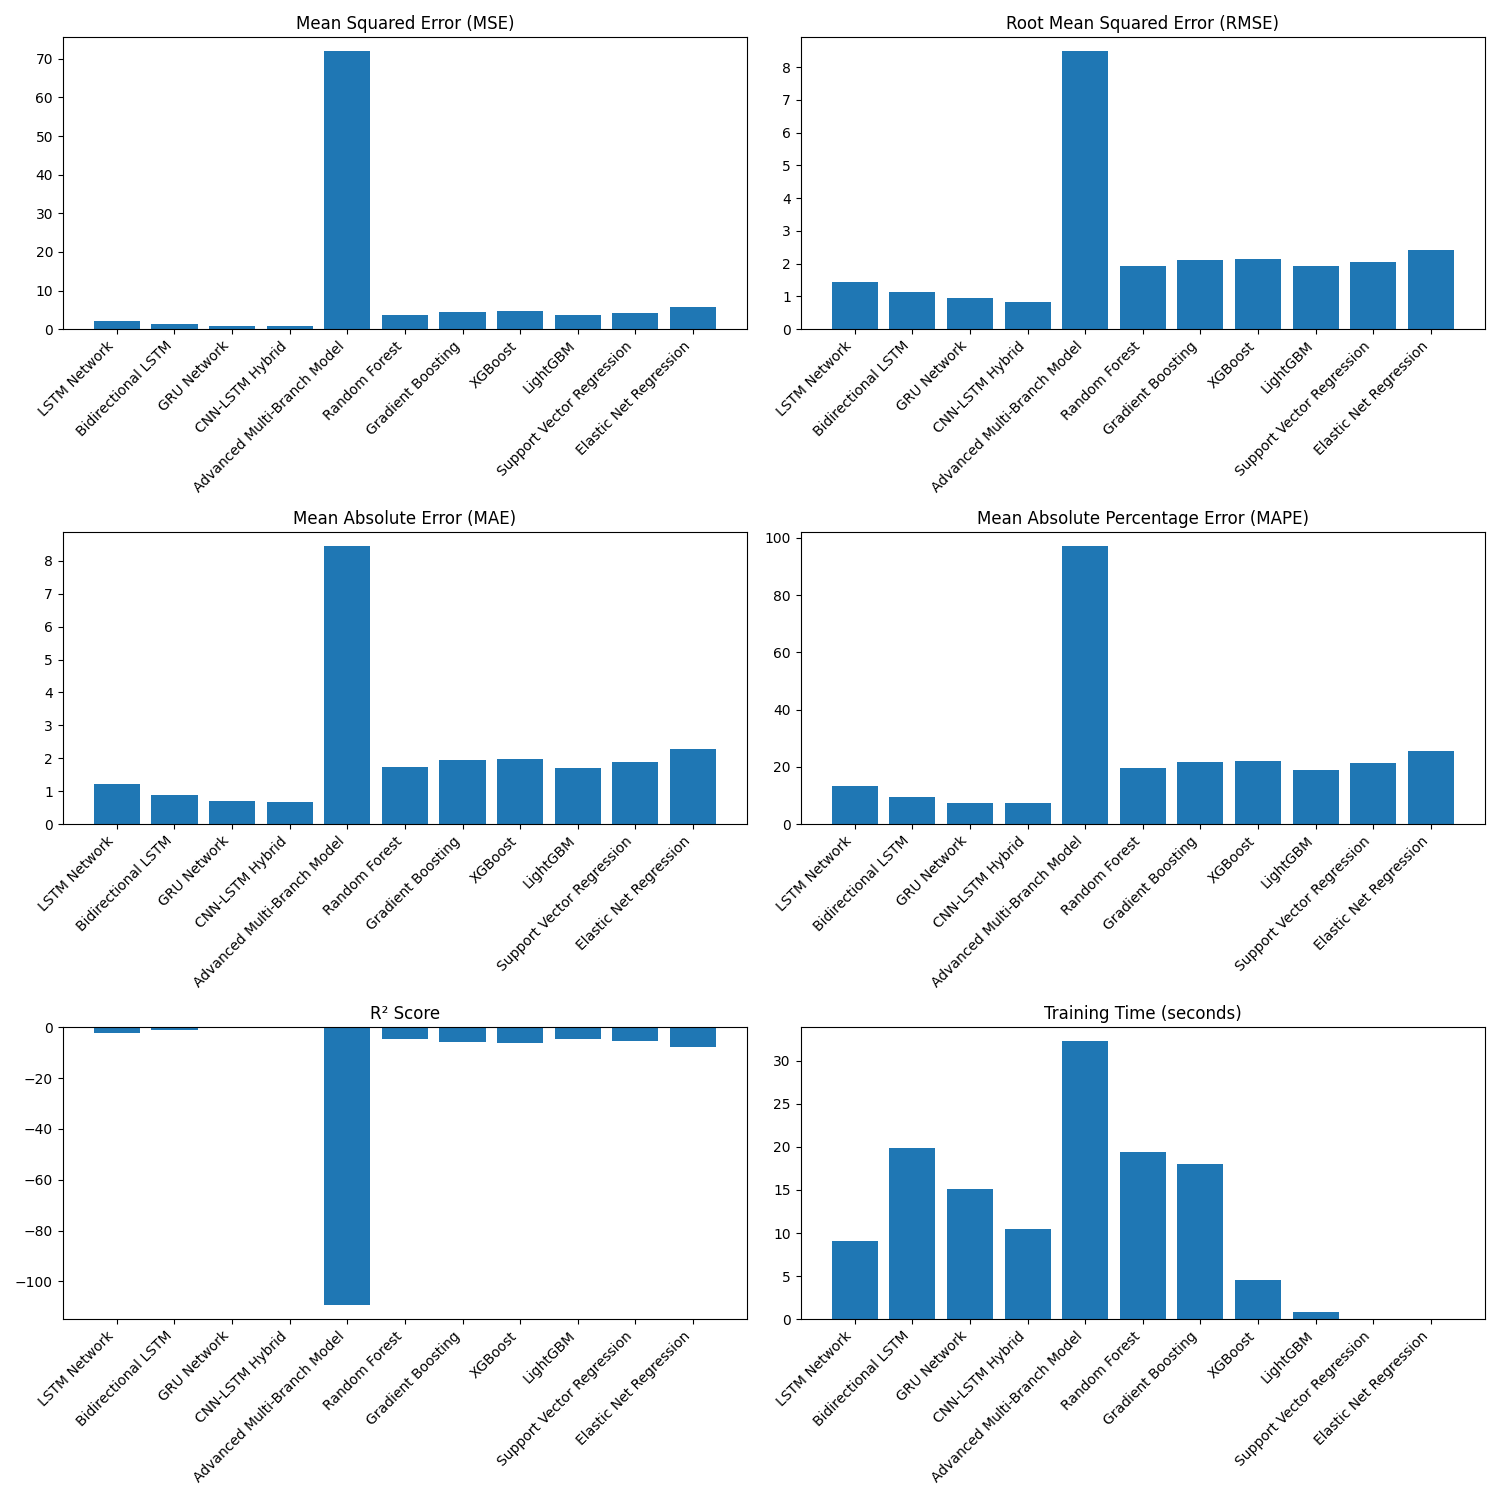 Mean Squared Error (MSE)
70
60
50
40
30
20
10
0
LSTM Network
Bidirectional LSTM
GRU Network
CNN-LSTM Hybrid
Advanced Multi-Branch Model
Random Forest
Gradient Boosting
XGBoost
LightGBM
Support Vector Regression
Elastic Net Regression
Root Mean Squared Error (RMSE)
8
7
6
5
4
3
2
1
0
LSTM Network
Bidirectional LSTM
GRU Network
CNN-LSTM Hybrid
Advanced Multi-Branch Model
Random Forest
Gradient Boosting
XGBoost
LightGBM
Support Vector Regression
Elastic Net Regression
Mean Absolute Error (MAE)
8
7
6
5
4
3
2
1
0
LSTM Network
Bidirectional LSTM
GRU Network
CNN-LSTM Hybrid
Advanced Multi-Branch Model
Random Forest
Gradient Boosting
XGBoost
LightGBM
Support Vector Regression
Elastic Net Regression
Mean Absolute Percentage Error (MAPE)
100
80
60
40
20
0
LSTM Network
Bidirectional LSTM
GRU Network
CNN-LSTM Hybrid
Advanced Multi-Branch Model
Random Forest
Gradient Boosting
XGBoost
LightGBM
Support Vector Regression
Elastic Net Regression
R² Score
0
−20
−40
−60
−80
−100
LSTM Network
Bidirectional LSTM
GRU Network
CNN-LSTM Hybrid
Advanced Multi-Branch Model
Random Forest
Gradient Boosting
XGBoost
LightGBM
Support Vector Regression
Elastic Net Regression
Training Time (seconds)
30
25
20
15
10
5
0
LSTM Network
Bidirectional LSTM
GRU Network
CNN-LSTM Hybrid
Advanced Multi-Branch Model
Random Forest
Gradient Boosting
XGBoost
LightGBM
Support Vector Regression
Elastic Net Regression